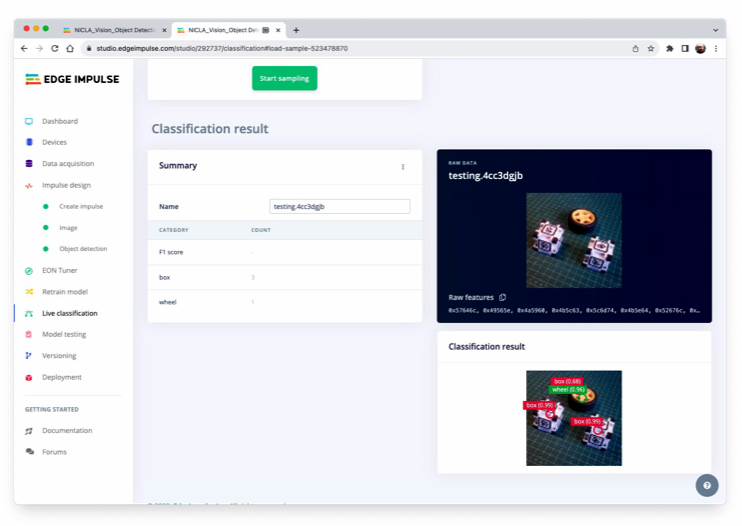 NICLA_Vision_Object Detecti
NICLA_Vision_Object Det
studio.edgeimpulse.com/studio/292737/classification#load-sample-523478870
EDGE IMPULSE
Dashboard
Devices
Data acquisition
Impulse design
Create impulse
Image
Object detection
EON Tuner
Retrain model
Live classification
Model testing
Versioning
Deployment
GETTING STARTED
Documentation
Forums
Start sampling
Classification result
Summary
Name
testing.4cc3dgjb
CATEGORY COUNT
F1 score -
box 3
wheel 1
RAW DATA
testing.4cc3dgjb
Raw features
0x57646c, 0x49565e, 0x4a5960, 0x4b5c63, 0x5c6d74, 0x4b5e64, 0x52676c, 0x…
Classification result
box (0.68)
wheel (0.96)
box (0.99)
box (0.99)